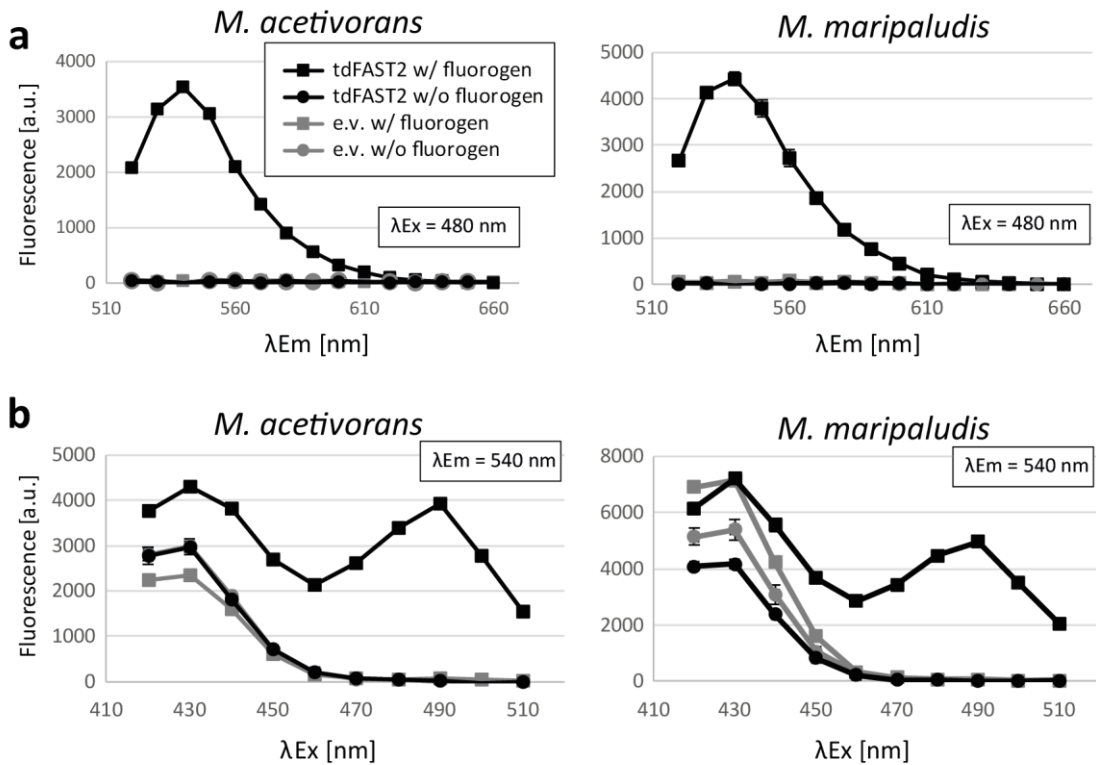 a
M. acetivorans
M. maripaludis
Fluorescence [a.u.]
4000
3000
2000
1000
0
tdFAST2 w/ fluorogen
tdFAST2 w/o fluorogen
e.v. w/ fluorogen
e.v. w/o fluorogen
λEx = 480 nm
510
560
610
660
λEm [nm]
5000
4000
3000
2000
1000
0
λEx = 480 nm
510
560
610
660
λEm [nm]
b
M. acetivorans
M. maripaludis
Fluorescence [a.u.]
5000
4000
3000
2000
1000
0
λEm = 540 nm
410
430
450
470
490
510
λEx [nm]
8000
6000
4000
2000
0
λEm = 540 nm
410
430
450
470
490
510
λEx [nm]